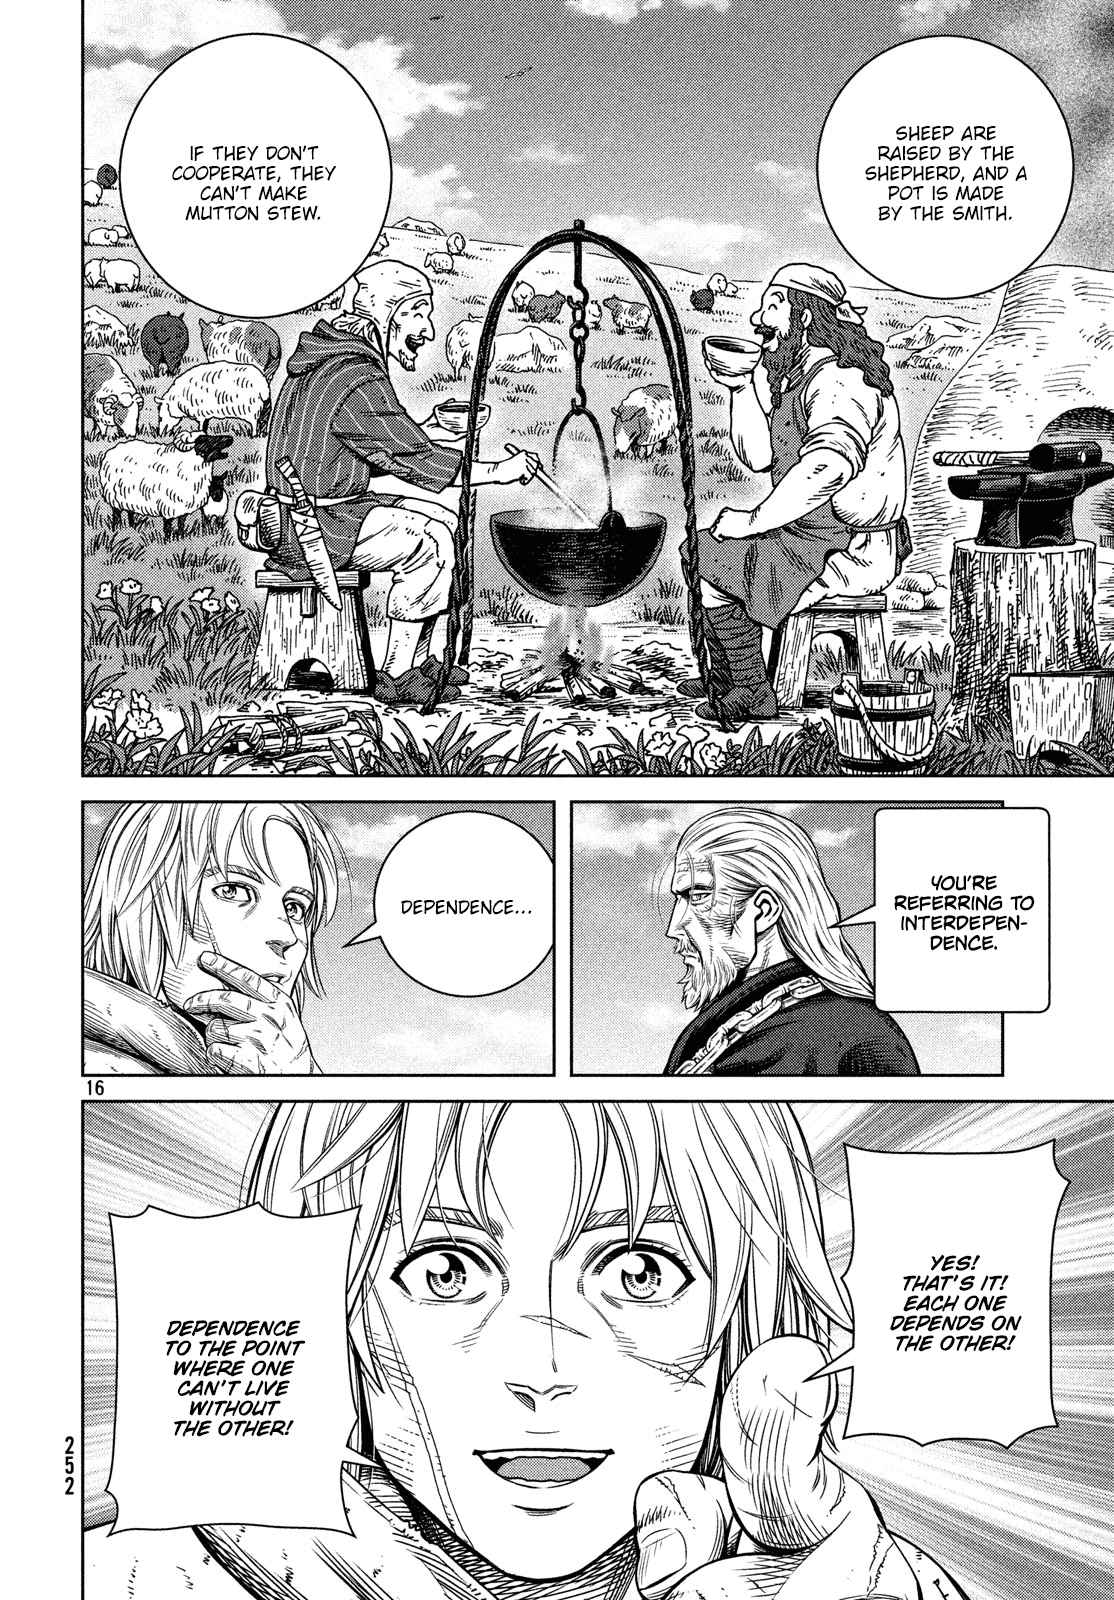 SHEEP ARE
RAISED BY THE
SHEPHERD, AND A
POT IS MADE
BY THE SMITH.
IF THEY DON'T
COOPERATE, THEY
CAN'T MAKE
MUTTON STEW.
YOU'RE
REFERRING TO
INTERDEPEN-
DENCE.
DEPENDENCE...
16
YES!
THAT'S IT!
EACH ONE
DEPENDS ON
THE OTHER!
DEPENDENCE
TO THE POINT
WHERE ONE
CAN'T LIVE
WITHOUT
THE OTHER!
252